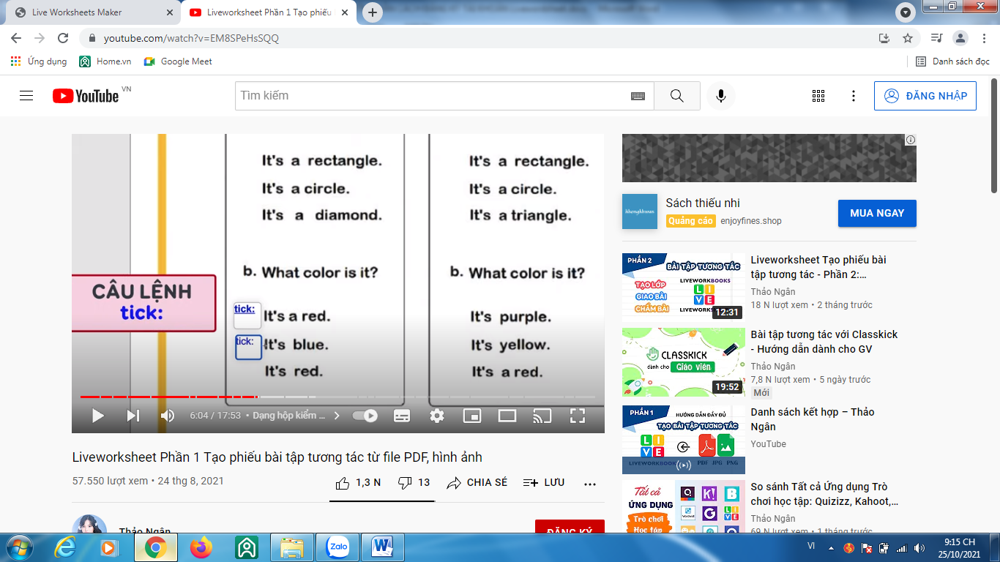 Live Worksheets Maker
Liveworksheet Phần 1 Tạo phiếu
youtube.com/watch?v=EM8SPeHsSQQ
Ứng dụng
Home.vn
Google Meet
Danh sách đọc
YouTube VN
Tìm kiếm
ĐĂNG NHẬP
It's a rectangle.
It's a circle.
It's a diamond.
b. What color is it?
tick: It's a red.
tick: It's blue.
It's red.
It's a rectangle.
It's a circle.
It's a triangle.
b. What color is it?
It's purple.
It's yellow.
It's a red.
CÂU LỆNH
tick:
6:04 / 17:53 • Dạng hộp kiểm ...
Liveworksheet Phần 1 Tạo phiếu bài tập tương tác từ file PDF, hình ảnh
57.550 lượt xem • 24 thg 8, 2021
1,3 N
13
CHIA SẺ
LƯU
Thảo Ngân
ĐĂNG KÝ
Sách thiếu nhi
Quảng cáo enjoyfines.shop
MUA NGAY
PHẦN 2
BÀI TẬP TƯƠNG TÁC
TẠO LỚP
GIAO BÀI
CHẤM BÀI
LIVEWORKBOOKS
LIVE
12:31
Liveworksheet Tạo phiếu bài
tập tương tác - Phần 2:...
Thảo Ngân
18 N lượt xem • 2 tháng trước
CLASSKICK
dành cho Giáo viên
19:52
Bài tập tương tác với Classkick
- Hướng dẫn dành cho GV
Thảo Ngân
7,8 N lượt xem • 5 ngày trước
Mới
PHẦN 1
HƯỚNG DẪN ĐẦY ĐỦ
TẠO BÀI TẬP TƯƠNG TÁC
LIVE
LIVEWORKBOOK
PDF JPG PNG
Danh sách kết hợp – Thảo
Ngân
YouTube
Tất cả
ỨNG DỤNG
Trò chơi
Học tập
So sánh Tất cả Ứng dụng Trò
chơi học tập: Quizizz, Kahoot,...
Thảo Ngân
69 N lượt xem • 1 tháng trước
Zalo
VI
9:15 CH
25/10/2021